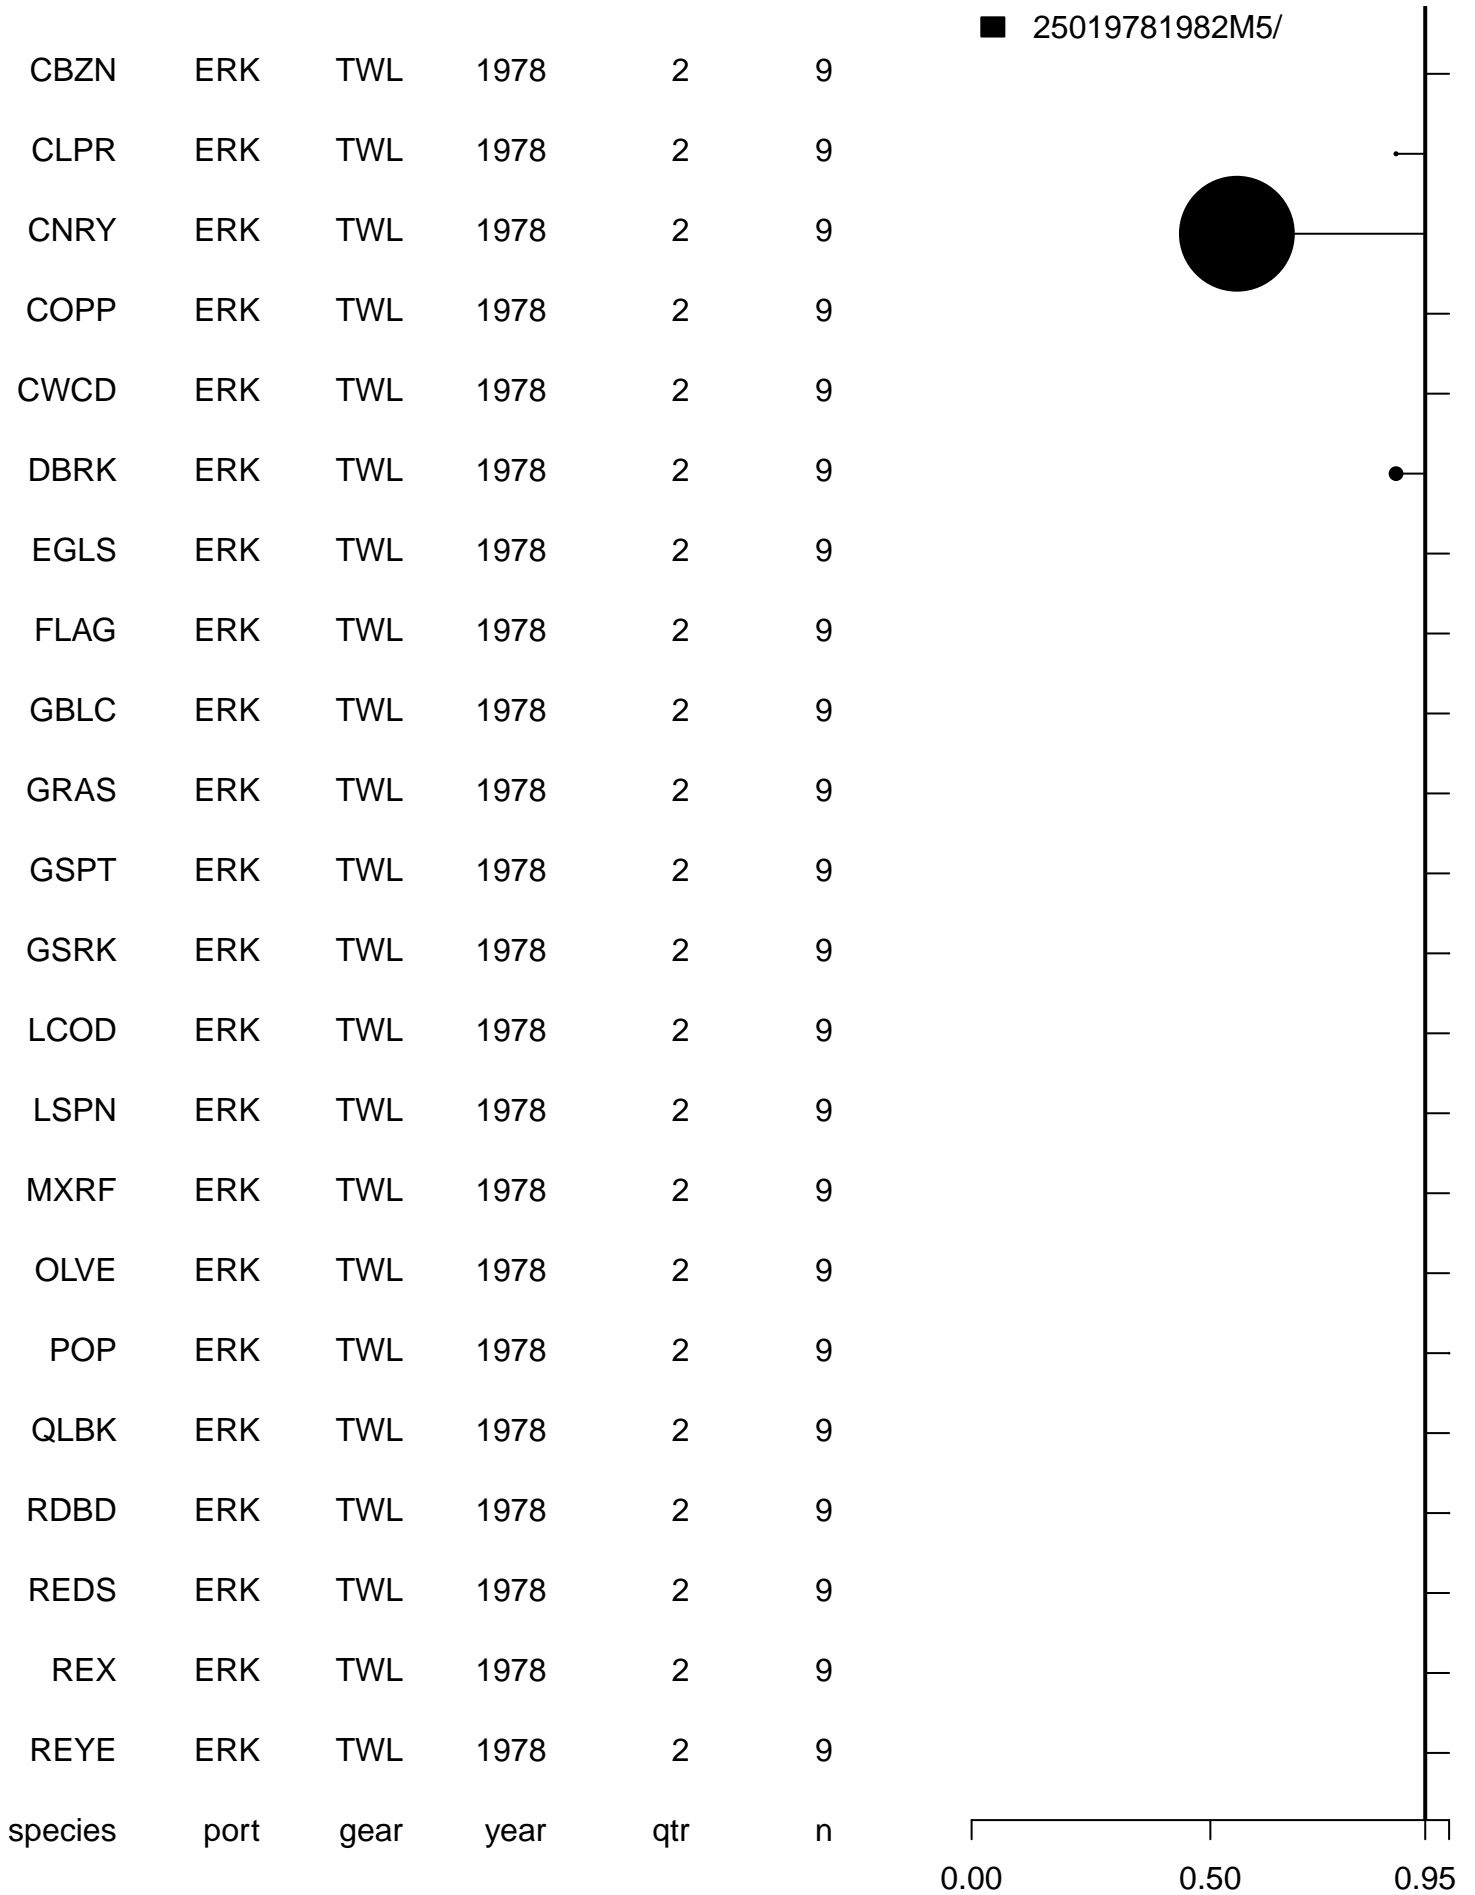 25019781982M5/
CBZN ERK TWL 1978 2 9
CLPR ERK TWL 1978 2 9
CNRY ERK TWL 1978 2 9
COPP ERK TWL 1978 2 9
CWCD ERK TWL 1978 2 9
DBRK ERK TWL 1978 2 9
EGLS ERK TWL 1978 2 9
FLAG ERK TWL 1978 2 9
GBLC ERK TWL 1978 2 9
GRAS ERK TWL 1978 2 9
GSPT ERK TWL 1978 2 9
GSRK ERK TWL 1978 2 9
LCOD ERK TWL 1978 2 9
LSPN ERK TWL 1978 2 9
MXRF ERK TWL 1978 2 9
OLVE ERK TWL 1978 2 9
POP ERK TWL 1978 2 9
QLBK ERK TWL 1978 2 9
RDBD ERK TWL 1978 2 9
REDS ERK TWL 1978 2 9
REX ERK TWL 1978 2 9
REYE ERK TWL 1978 2 9
species port gear year qtr n
0.00 0.50 0.95